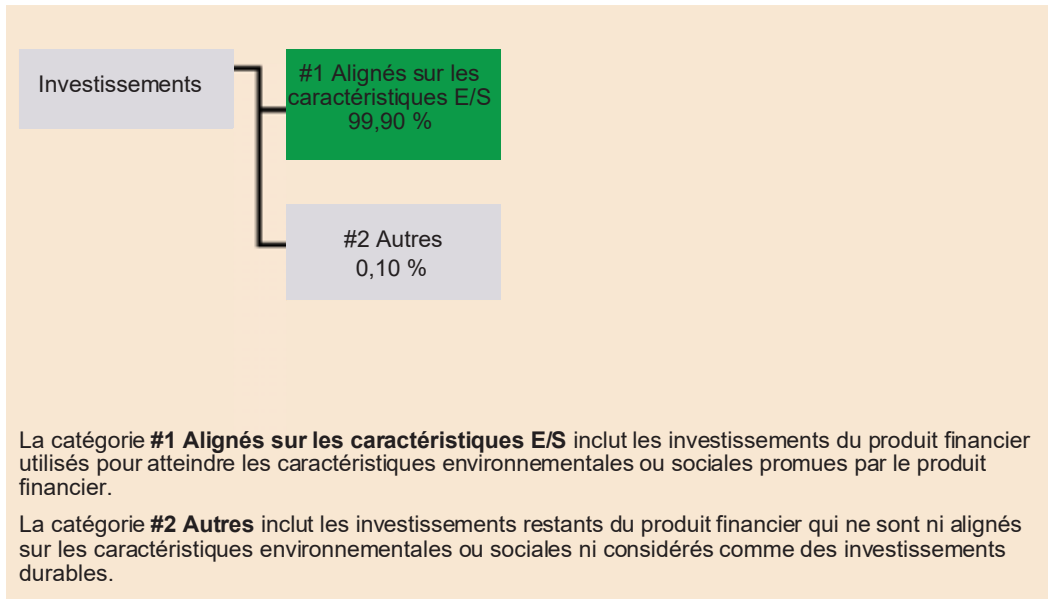 Investissements
#1 Alignés sur les
caractéristiques E/S
99,90 %
#2 Autres
0,10 %
La catégorie #1 Alignés sur les caractéristiques E/S inclut les investissements du produit financier
utilisés pour atteindre les caractéristiques environnementales ou sociales promues par le produit
financier.
La catégorie #2 Autres inclut les investissements restants du produit financier qui ne sont ni alignés
sur les caractéristiques environnementales ou sociales ni considérés comme des investissements
durables.